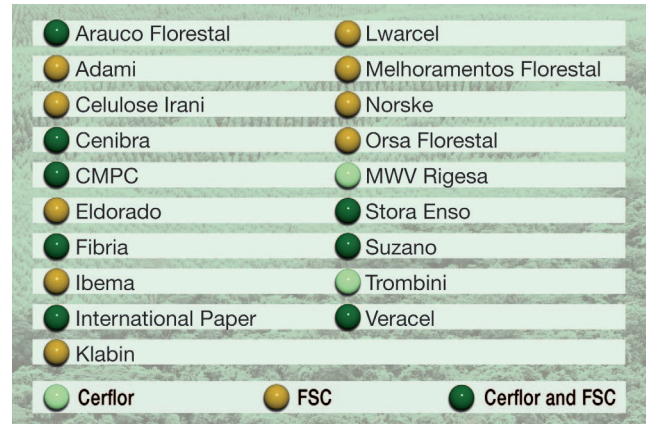 Arauco Florestal
Adami
Celulose Irani
Cenibra
CMPC
Eldorado
Fibria
Ibema
International Paper
Klabin
Lwarcel
Melhoramentos Florestal
Norske
Orsa Florestal
MWV Rigesa
Stora Enso
Suzano
Trombini
Veracel
Cerflor
FSC
Cerflor and FSC